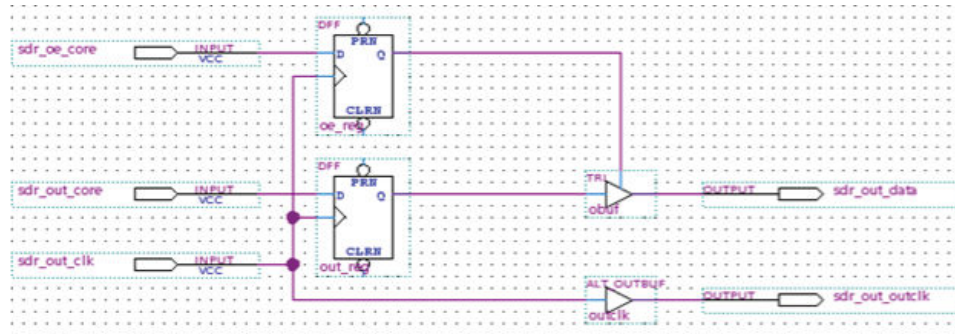 DFF
sdr_oe_core
INPUT
VCC
PRN
D
Q
CLRN
oe_reg
DFF
sdr_out_core
INPUT
VCC
PRN
D
Q
TRI
OUTPUT
sdr_out_data
obuf
sdr_out_clk
INPUT
VCC
CLRN
out_reg
ALT_OUTBUF
OUTPUT
sdr_out_outclk
outclk